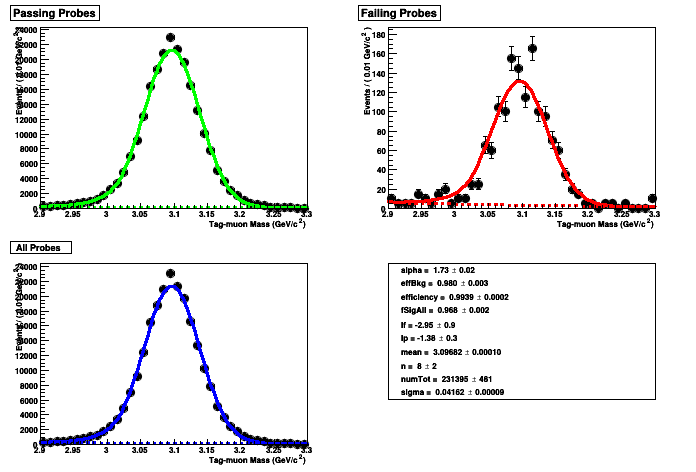 Passing Probes
Events / ( 0.01 GeV/c² )
24000
22000
20000
18000
16000
14000
12000
10000
8000
6000
4000
2000
0
2.9 2.95 3 3.05 3.1 3.15 3.2 3.25 3.3
Tag-muon Mass (GeV/c²)
Failing Probes
Events / ( 0.01 GeV/c² )
180
160
140
120
100
80
60
40
20
0
2.9 2.95 3 3.05 3.1 3.15 3.2 3.25 3.3
Tag-muon Mass (GeV/c²)
All Probes
Events / ( 0.01 GeV/c² )
24000
22000
20000
18000
16000
14000
12000
10000
8000
6000
4000
2000
0
2.9 2.95 3 3.05 3.1 3.15 3.2 3.25 3.3
Tag-muon Mass (GeV/c²)
alpha = 1.73 ± 0.02
effBkg = 0.980 ± 0.003
efficiency = 0.9939 ± 0.0002
fSigAll = 0.968 ± 0.002
lf = -2.95 ± 0.9
lp = -1.38 ± 0.3
mean = 3.09682 ± 0.00010
n = 8 ± 2
numTot = 231395 ± 481
sigma = 0.04162 ± 0.00009